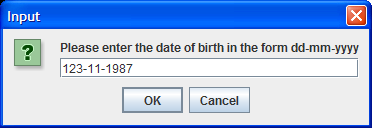 Input
Please enter the date of birth in the form dd-mm-yyyy
123-11-1987
OK Cancel